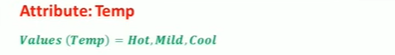 Attribute: Temp
Values (Temp) = Hot, Mild, Cool